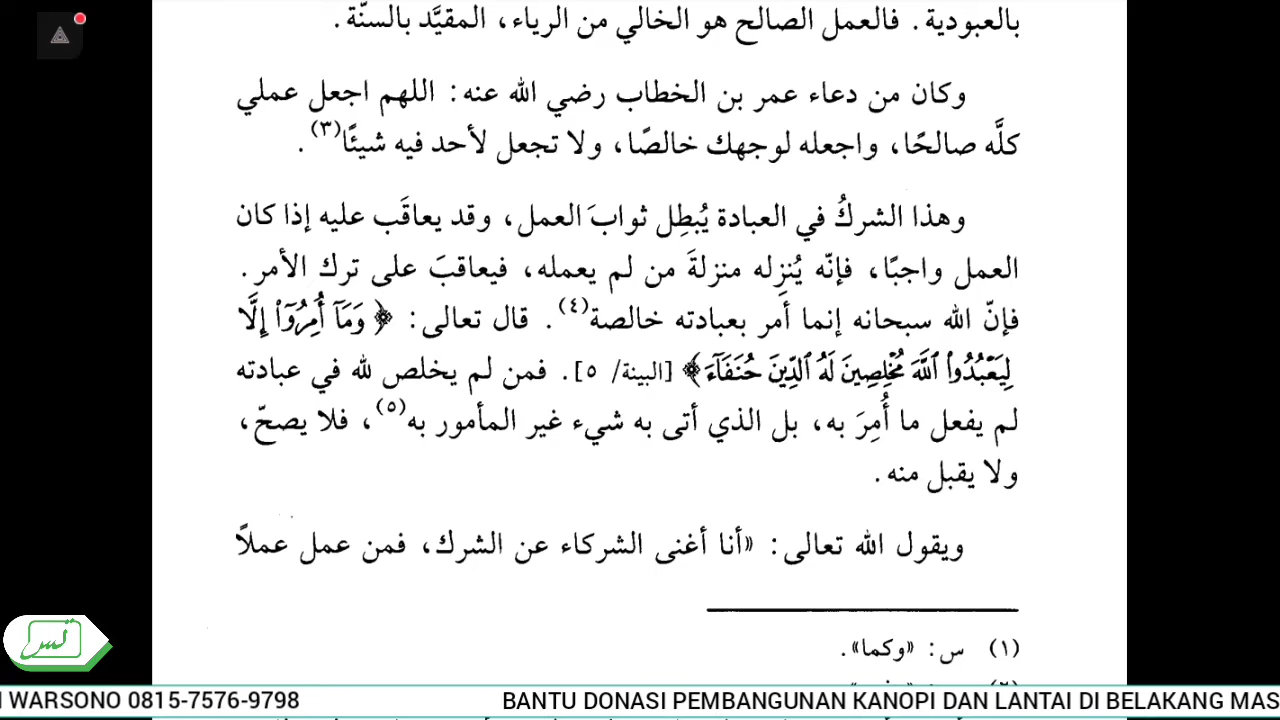 بالعبودية. فالعمل الصالح هو الخالي من الرياء، المقيَّد بالسنّة.
وكان من دعاء عمر بن الخطاب رضي الله عنه: اللهم اجعل عملي
كلَّه صالحًا، واجعله لوجهك خالصًا، ولا تجعل لأحد فيه شيئًا(٣).
وهذا الشركُ في العبادة يُبطِل ثوابَ العمل، وقد يعاقَب عليه إذا كان
العمل واجبًا، فإنّه يُنزِله منزلةَ من لم يعمله، فيعاقبَ على ترك الأمر.
فإنّ الله سبحانه إنما أمر بعبادته خالصة(٤). قال تعالى: ﴿وَمَآ أُمِرُوٓاْ إِلَّا
لِيَعۡبُدُواْ ٱللَّهَ مُخۡلِصِينَ لَهُ ٱلدِّينَ حُنَفَآءَ﴾ [البينة/ ٥]. فمن لم يخلص لله في عبادته
لم يفعل ما أُمِرَ به، بل الذي أتى به شيء غير المأمور به(٥)، فلا يصحّ،
ولا يقبل منه.
ويقول الله تعالى: «أنا أغنى الشركاء عن الشرك، فمن عمل عملاً
(١) س: «وكما».
WARSONO 0815-7576-9798 BANTU DONASI PEMBANGUNAN KANOPI DAN LANTAI DI BELAKANG MAS